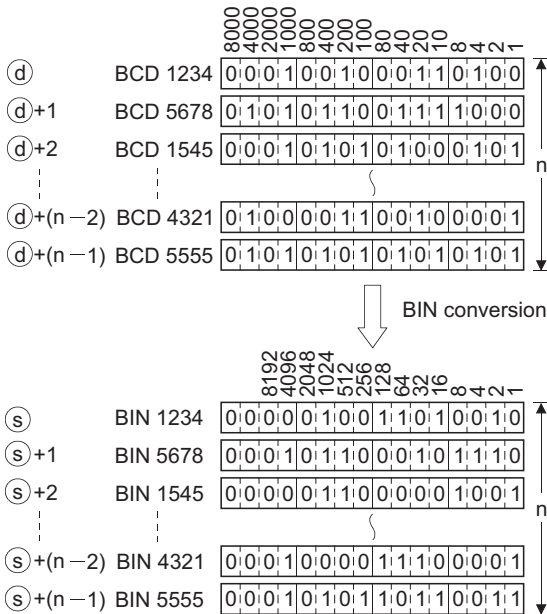 8000 4000 2000 1000 800 400 200 100 80 40 20 10 8 4 2 1
d BCD 1234 0 0 0 1 0 0 1 0 0 0 1 1 0 1 0 0
d+1 BCD 5678 0 1 0 1 0 1 1 0 0 1 1 1 1 0 0 0
d+2 BCD 1545 0 0 0 1 0 1 0 1 0 1 0 0 0 1 0 1
n
d+(n−2) BCD 4321 0 1 0 0 0 0 1 1 0 0 1 0 0 0 0 1
d+(n−1) BCD 5555 0 1 0 1 0 1 0 1 0 1 0 1 0 1 0 1
BIN conversion
8192 4096 2048 1024 512 256 128 64 32 16 8 4 2 1
s BIN 1234 0 0 0 0 0 1 0 0 1 1 0 1 0 0 1 0
s+1 BIN 5678 0 0 0 1 0 1 1 0 0 0 1 0 1 1 1 0
s+2 BIN 1545 0 0 0 0 0 1 1 0 0 0 0 0 1 0 0 1
n
s+(n−2) BIN 4321 0 0 0 1 0 0 0 0 1 1 1 0 0 0 0 1
s+(n−1) BIN 5555 0 0 0 1 0 1 0 1 1 0 1 1 0 0 1 1